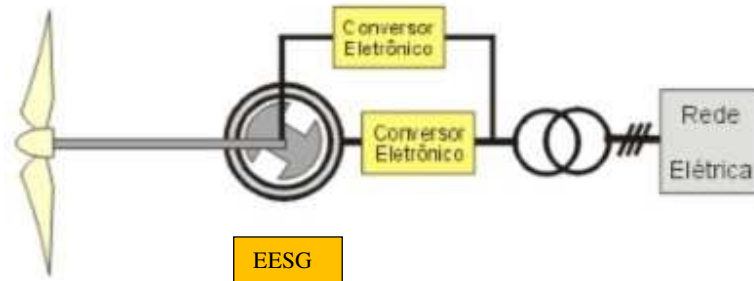 Conversor
Eletrônico
Conversor
Eletrônico
Rede
Elétrica
EESG